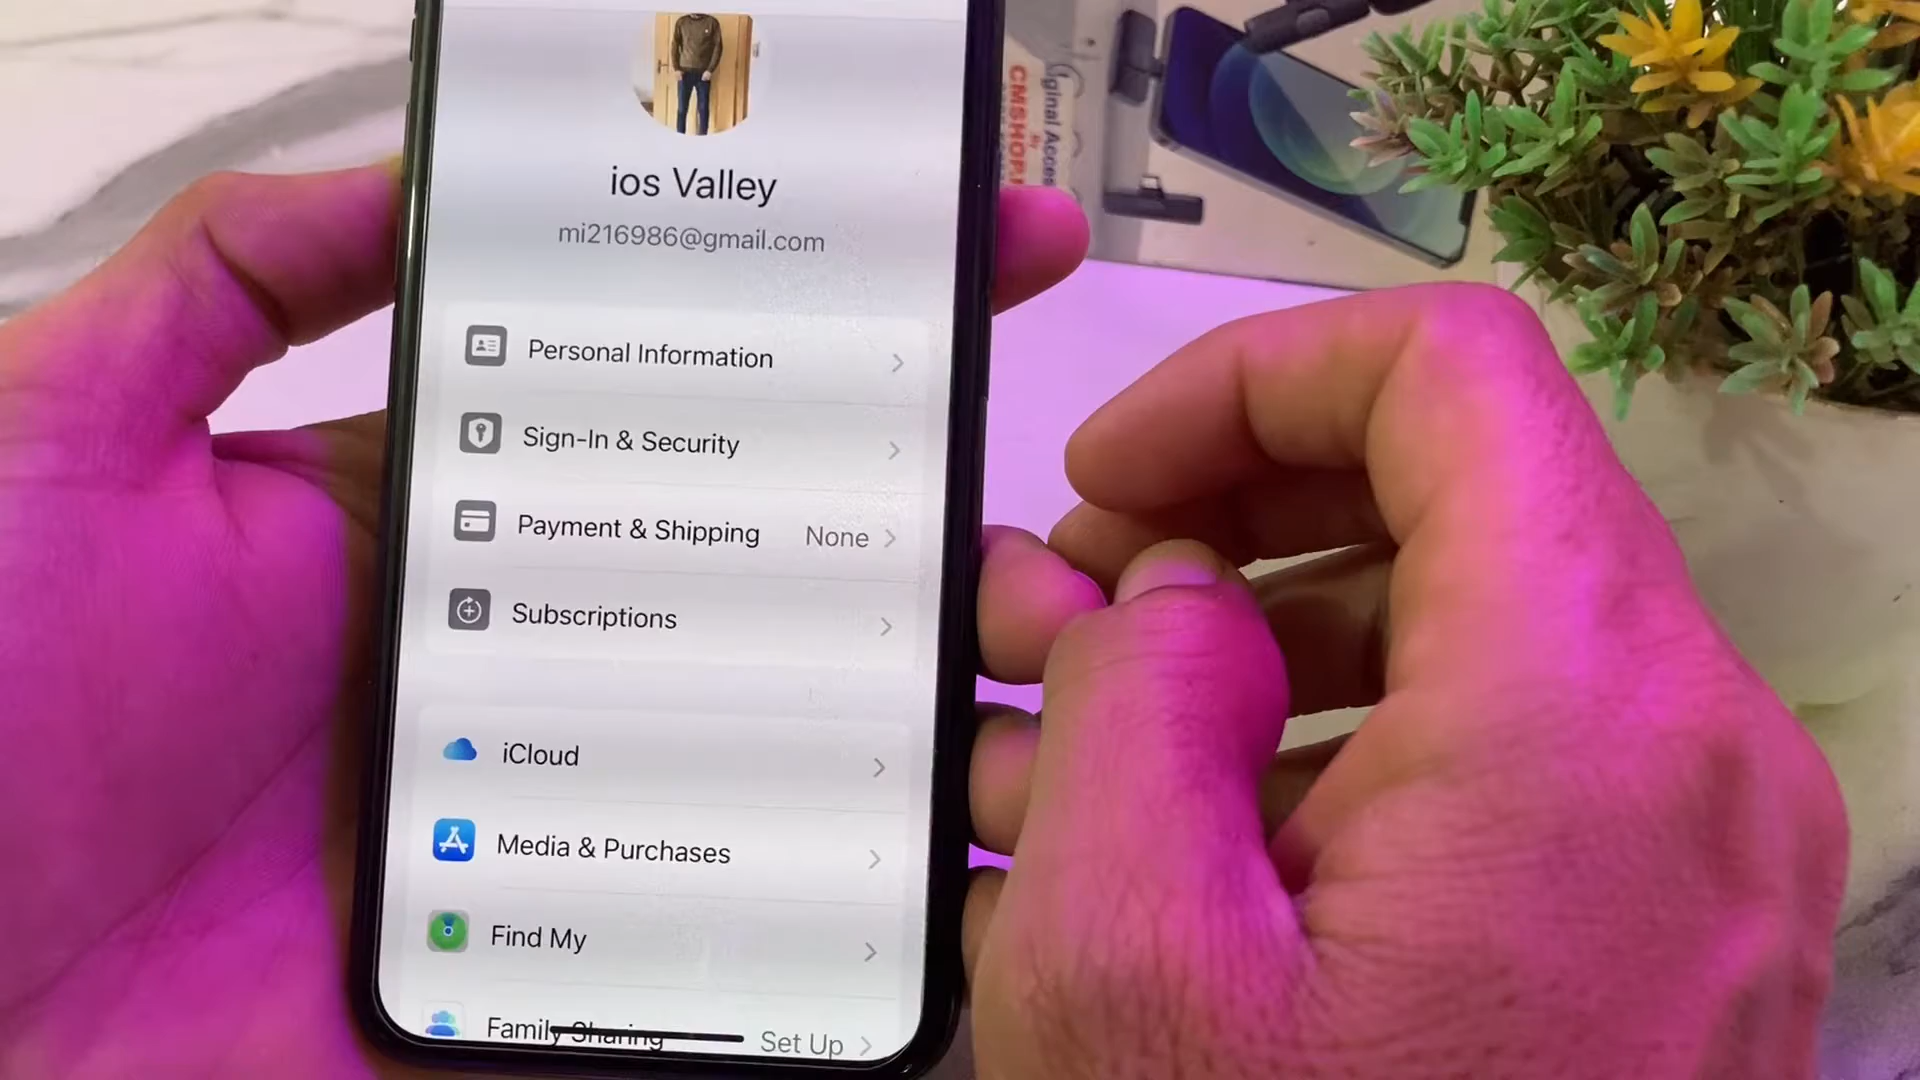 ios Valley
mi216986@gmail.com
Personal Information
Sign-In & Security
Payment & Shipping None
Subscriptions
iCloud
Media & Purchases
Find My
Family Sharing Set Up
CMSHOP